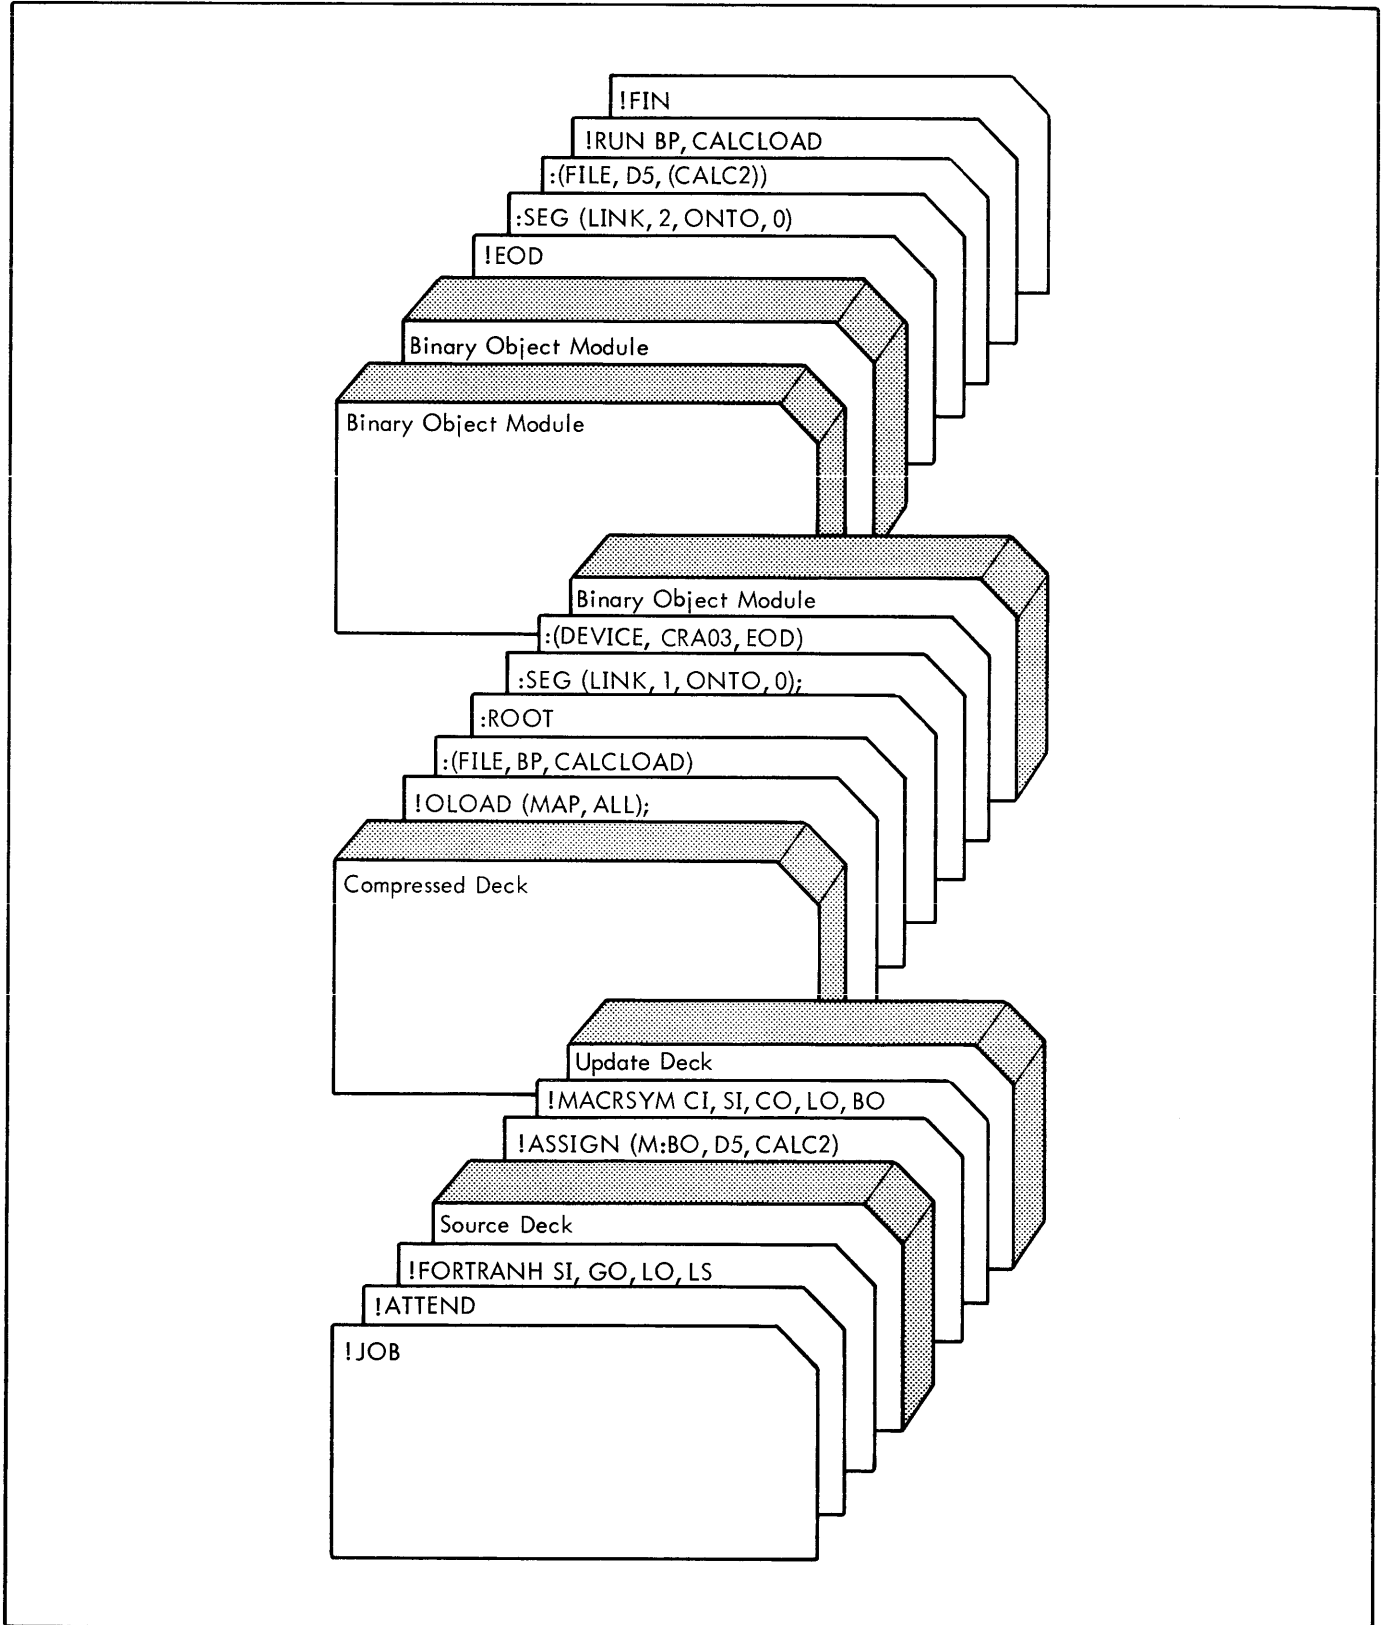 !FIN
!RUN BP, CALCLOAD
:(FILE, D5, (CALC2))
:SEG (LINK, 2, ONTO, 0)
!EOD
Binary Object Module
Binary Object Module
Binary Object Module
:(DEVICE, CRA03, EOD)
:SEG (LINK, 1, ONTO, 0);
:ROOT
:(FILE, BP, CALCLOAD)
!OLOAD (MAP, ALL);
Compressed Deck
Update Deck
!MACRSYM CI, SI, CO, LO, BO
!ASSIGN (M:BO, D5, CALC2)
Source Deck
!FORTRANH SI, GO, LO, LS
!ATTEND
!JOB